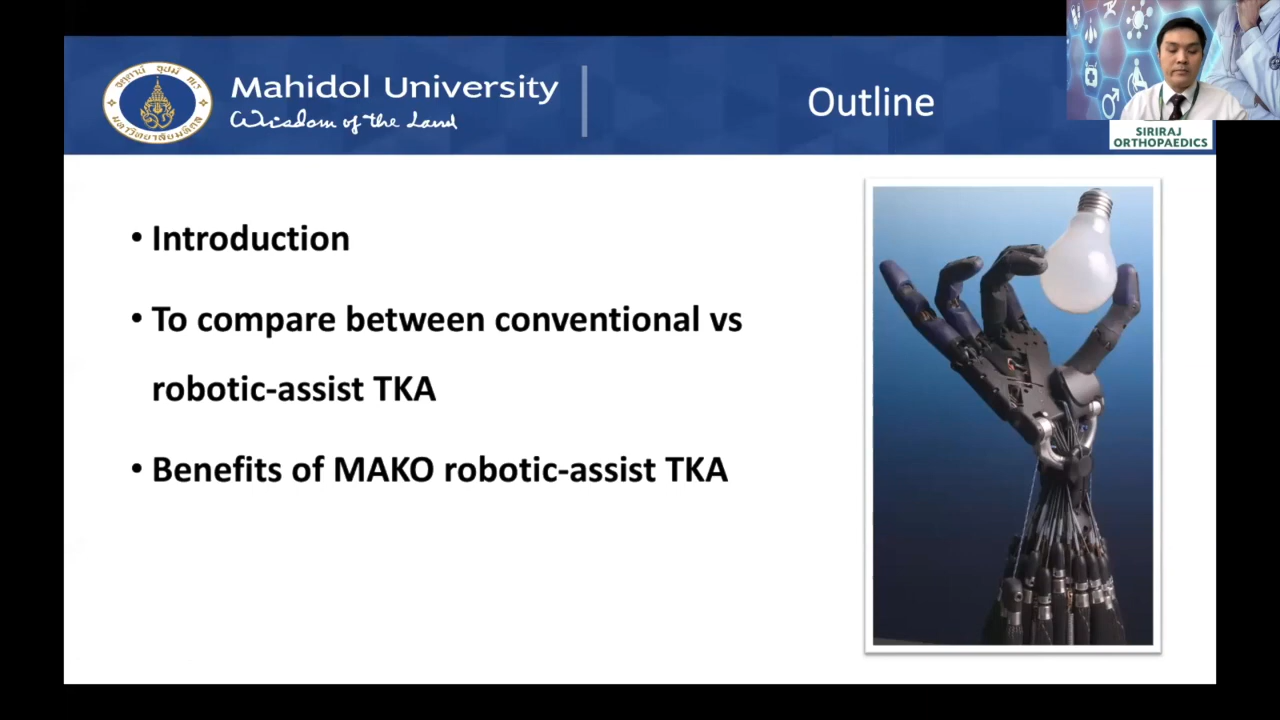 Mahidol University
Wisdom of the Land
Outline
SIRIRAJ
ORTHOPAEDICS
• Introduction
• To compare between conventional vs
robotic-assist TKA
• Benefits of MAKO robotic-assist TKA